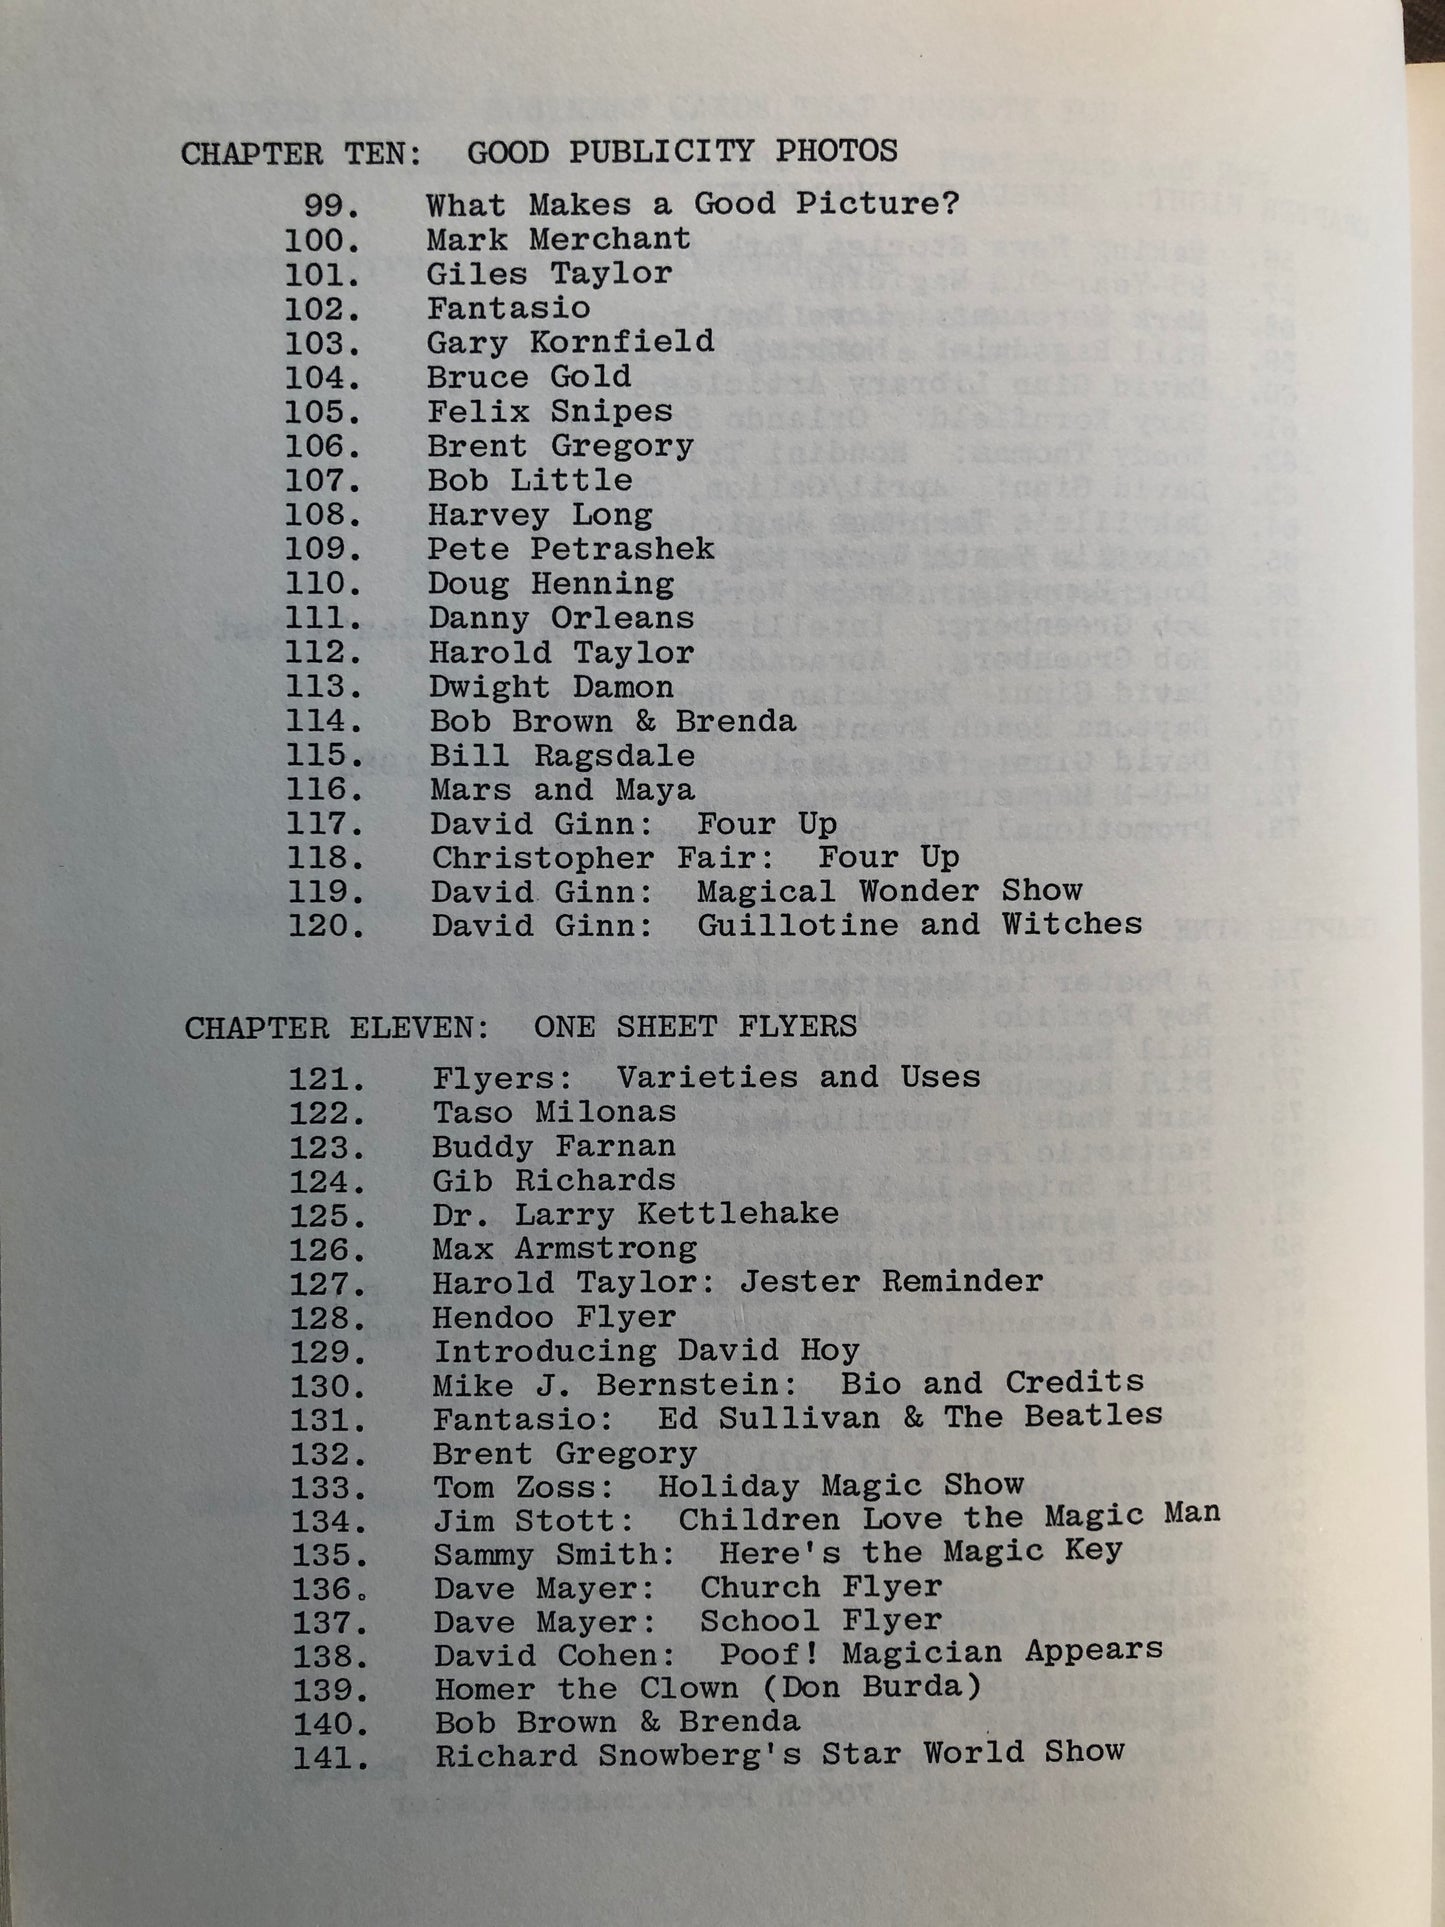 CHAPTER TEN: GOOD PUBLICITY PHOTOS
99. What Makes a Good Picture?
100. Mark Merchant
101. Giles Taylor
102. Fantasio
103. Gary Kornfield
104. Bruce Gold
105. Felix Snipes
106. Brent Gregory
107. Bob Little
108. Harvey Long
109. Pete Petrashek
110. Doug Henning
111. Danny Orleans
112. Harold Taylor
113. Dwight Damon
114. Bob Brown & Brenda
115. Bill Ragsdale
116. Mars and Maya
117. David Ginn: Four Up
118. Christopher Fair: Four Up
119. David Ginn: Magical Wonder Show
120. David Ginn: Guillotine and Witches
CHAPTER ELEVEN: ONE SHEET FLYERS
121. Flyers: Varieties and Uses
122. Taso Milonas
123. Buddy Farnan
124. Gib Richards
125. Dr. Larry Kettlehake
126. Max Armstrong
127. Harold Taylor: Jester Reminder
128. Hendoo Flyer
129. Introducing David Hoy
130. Mike J. Bernstein: Bio and Credits
131. Fantasio: Ed Sullivan & The Beatles
132. Brent Gregory
133. Tom Zoss: Holiday Magic Show
134. Jim Stott: Children Love the Magic Man
135. Sammy Smith: Here's the Magic Key
136. Dave Mayer: Church Flyer
137. Dave Mayer: School Flyer
138. David Cohen: Poof! Magician Appears
139. Homer the Clown (Don Burda)
140. Bob Brown & Brenda
141. Richard Snowberg's Star World Show